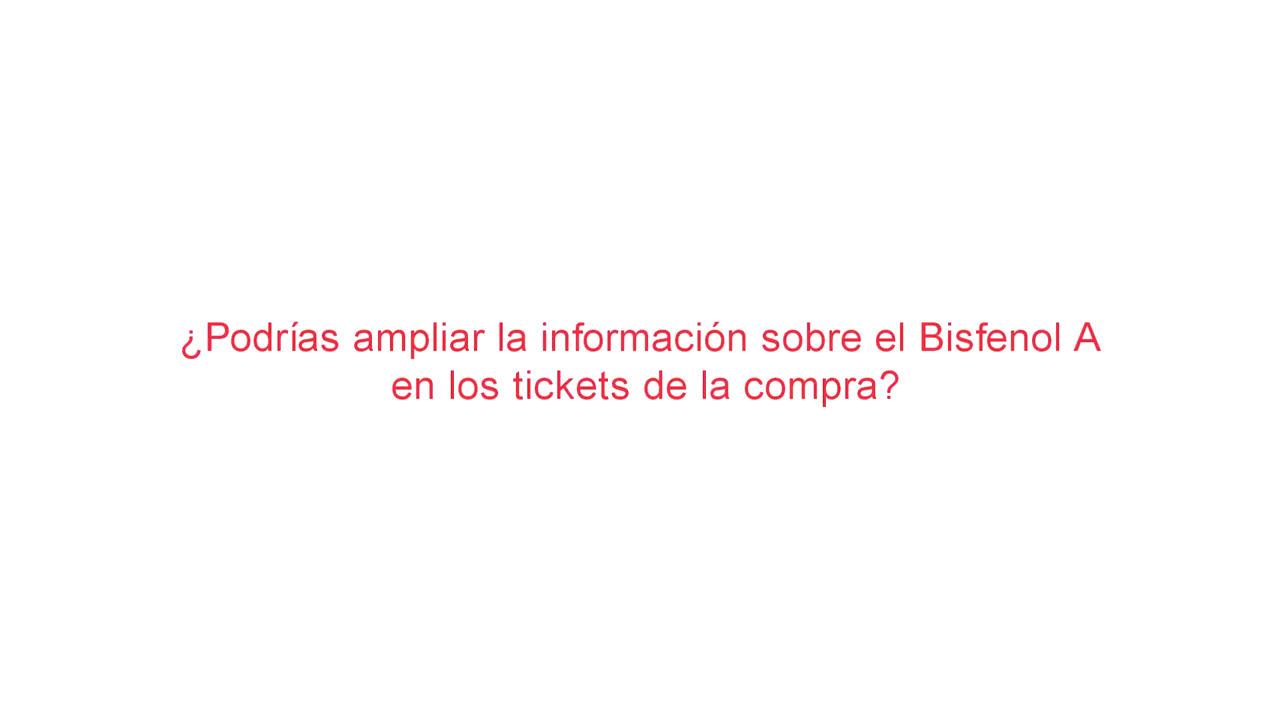 ¿Podrías ampliar la información sobre el Bisfenol A
en los tickets de la compra?